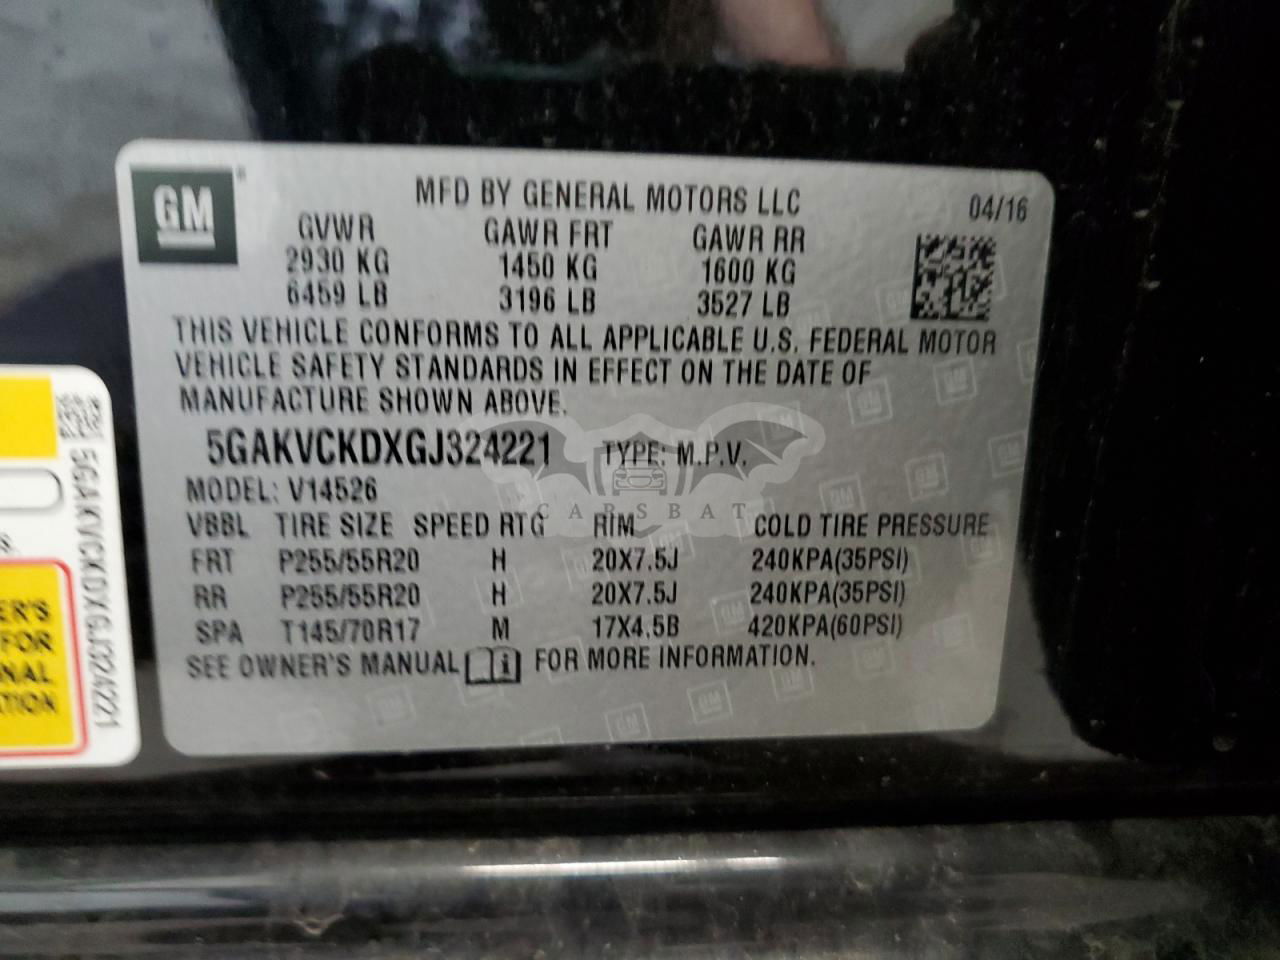 GM
MFD BY GENERAL MOTORS LLC 04/16
GVWR GAWR FRT GAWR RR
2930 KG 1450 KG 1600 KG
6459 LB 3196 LB 3527 LB
THIS VEHICLE CONFORMS TO ALL APPLICABLE U.S. FEDERAL MOTOR
VEHICLE SAFETY STANDARDS IN EFFECT ON THE DATE OF
MANUFACTURE SHOWN ABOVE.
5GAKVCKDXGJ324221 TYPE: M.P.V.
MODEL: V14526
CARSBAT
VBBL TIRE SIZE SPEED RTG RIM COLD TIRE PRESSURE
FRT P255/55R20 H 20X7.5J 240KPA(35PSI)
RR P255/55R20 H 20X7.5J 240KPA(35PSI)
SPA T145/70R17 M 17X4.5B 420KPA(60PSI)
SEE OWNER'S MANUAL FOR MORE INFORMATION.
5GAKVCKDXGJ324221
ER'S
FOR
NAL
TION